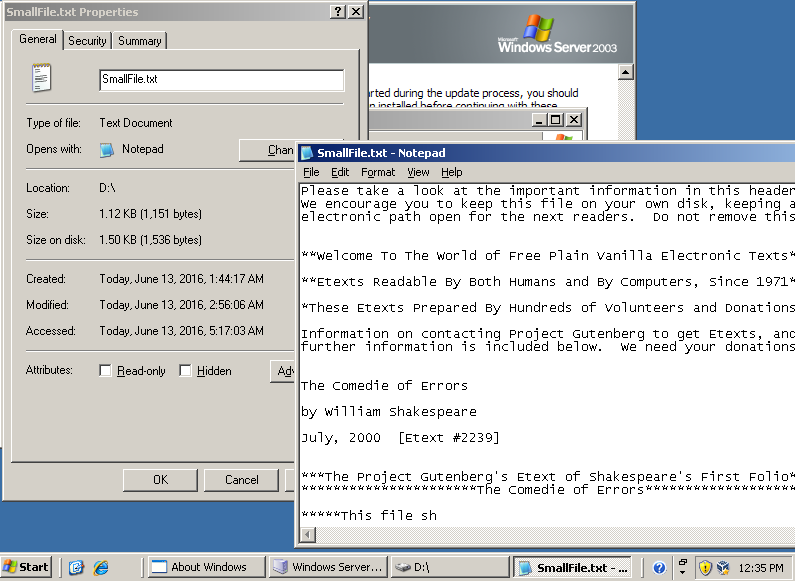 SmallFile.txt Properties
General
Security
Summary
SmallFile.txt
Type of file:
Text Document
Opens with:
Notepad
Chan
Location:
D:\
Size:
1.12 KB (1,151 bytes)
Size on disk:
1.50 KB (1,536 bytes)
Created:
Today, June 13, 2016, 1:44:17 AM
Modified:
Today, June 13, 2016, 2:56:06 AM
Accessed:
Today, June 13, 2016, 5:17:03 AM
Attributes:
Read-only
Hidden
Adv
OK
Cancel
Microsoft
Windows Server 2003
arted during the update process, you should
n installed before continuing with these
SmallFile.txt - Notepad
File Edit Format View Help
Please take a look at the important information in this header
We encourage you to keep this file on your own disk, keeping a
electronic path open for the next readers.  Do not remove this
**Welcome To The World of Free Plain Vanilla Electronic Texts*
**Etexts Readable By Both Humans and By Computers, Since 1971*
*These Etexts Prepared By Hundreds of Volunteers and Donations
Information on contacting Project Gutenberg to get Etexts, and
further information is included below.  We need your donations
The Comedie of Errors
by William Shakespeare
July, 2000  [Etext #2239]
***The Project Gutenberg's Etext of Shakespeare's First Folio*
***********************The Comedie of Errors********************
*****This file sh
Start
About Windows
Windows Server...
D:\
SmallFile.txt - ...
12:35 PM